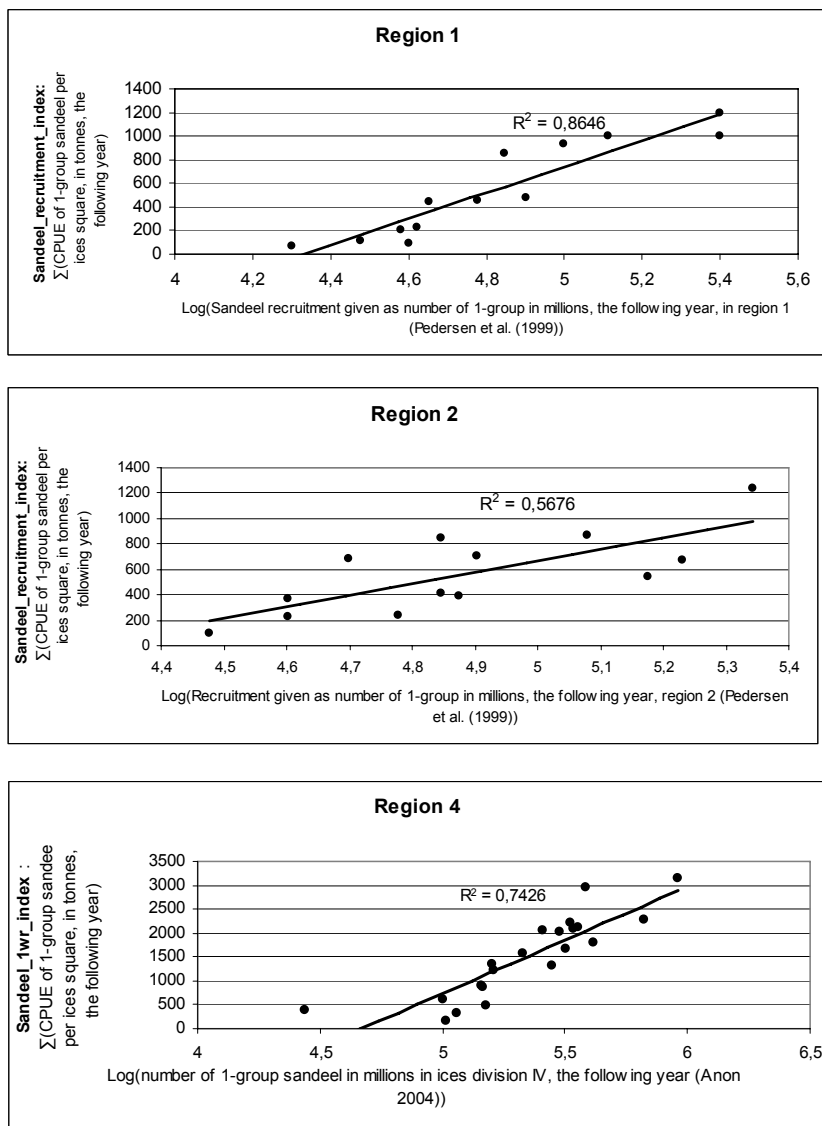 Region 1
Sandeel_recruitment_index:
∑(CPUE of 1-group sandeel per
ices square, in tonnes, the
following year)
1400
1200
1000
800
600
400
200
0
R² = 0,8646
4 4,2 4,4 4,6 4,8 5 5,2 5,4 5,6
Log(Sandeel recruitment given as number of 1-group in millions, the following year, in region 1
(Pedersen et al. (1999))
Region 2
Sandeel_recruitment_index:
∑(CPUE of 1-group sandeel per
ices square, in tonnes, the
following year)
1400
1200
1000
800
600
400
200
0
R² = 0,5676
4,4 4,5 4,6 4,7 4,8 4,9 5 5,1 5,2 5,3 5,4
Log(Recruitment given as number of 1-group in millions, the following year, region 2 (Pedersen
et al. (1999))
Region 4
Sandeel_1wr_index :
∑(CPUE of 1-group sandee
per ices square, in tonnes,
the following year)
3500
3000
2500
2000
1500
1000
500
0
R² = 0,7426
4 4,5 5 5,5 6 6,5
Log(number of 1-group sandeel in millions in ices division IV, the following year (Anon
2004))